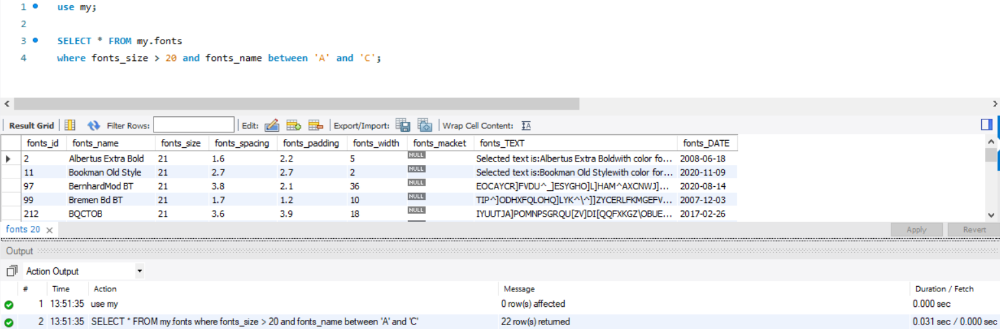 1 use my;
2
3 SELECT * FROM my.fonts
4 where fonts_size > 20 and fonts_name between 'A' and 'C';
Result Grid Filter Rows: Edit: Export/Import: Wrap Cell Content: IA
fonts_id fonts_name fonts_size fonts_spacing fonts_padding fonts_width fonts_macket fonts_TEXT fonts_DATE
2 Albertus Extra Bold 21 1.6 2.2 5 NULL Selected text is:Albertus Extra Boldwith color fo... 2008-06-18
11 Bookman Old Style 21 2.7 2.7 2 NULL Selected text is:Bookman Old Stylewith color for... 2020-11-09
97 BernhardMod BT 21 3.8 2.1 36 NULL EOCAYCR]FVDU^_]ESYGHO]L]HAM^AXCNWJ]... 2020-08-14
99 Bremen Bd BT 21 1.7 1.2 10 NULL TIP^]ODHXFQLOHQ]LYK^\^]]ZYCERLFKMGEFV... 2007-12-03
212 BQCTOB 21 3.6 3.9 18 NULL IYUUTJA]POMNPSGRQU[ZV]DI[QQFXKGZ\OBUE... 2017-02-26
fonts 20 Apply Revert
Output
Action Output
# Time Action Message Duration / Fetch
1 13:51:35 use my 0 row(s) affected 0.000 sec
2 13:51:35 SELECT * FROM my.fonts where fonts_size > 20 and fonts_name between 'A' and 'C' 22 row(s) returned 0.031 sec / 0.000 sec